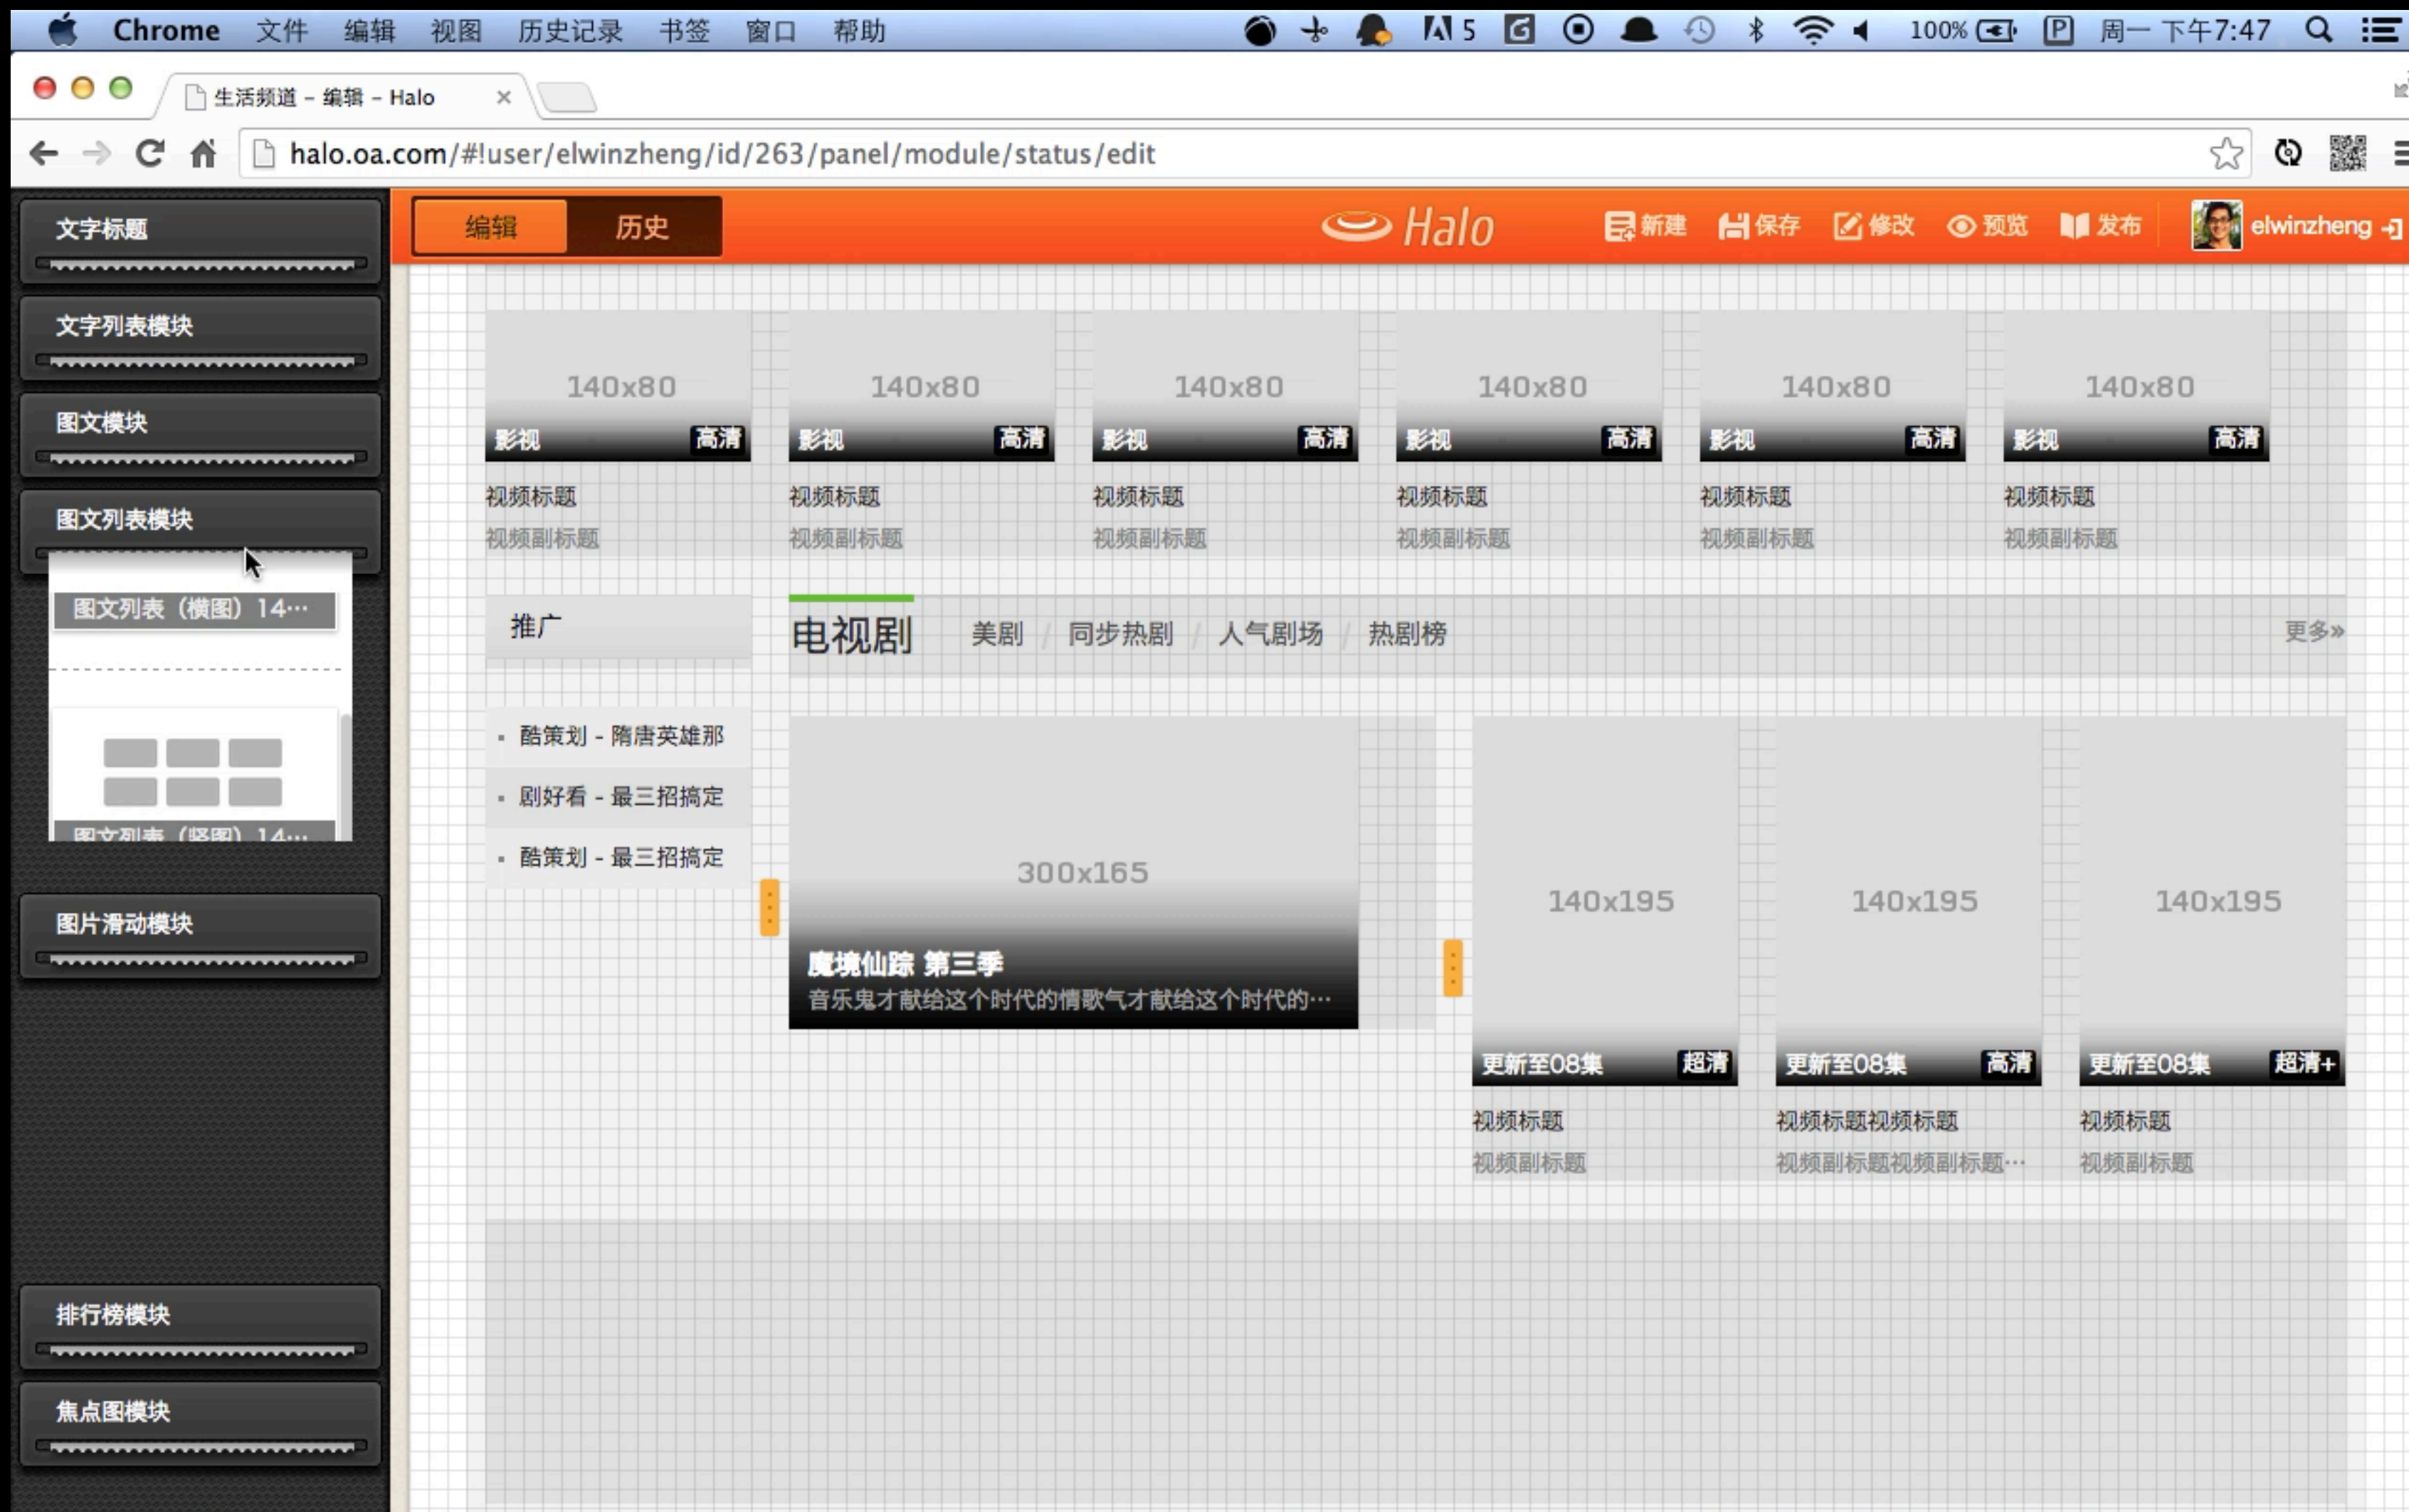 Chrome 文件 编辑 视图 历史记录 书签 窗口 帮助 5 100% 周一 下午7:47
生活频道 – 编辑 – Halo
halo.oa.com/#!user/elwinzheng/id/263/panel/module/status/edit
编辑 历史 Halo 新建 保存 修改 预览 发布 elwinzheng
文字标题
文字列表模块
图文模块
图文列表模块
图文列表（横图）14…
图文列表（竖图）14…
图片滑动模块
排行榜模块
焦点图模块
140x80 140x80 140x80 140x80 140x80 140x80
影视 高清 影视 高清 影视 高清 影视 高清 影视 高清 影视 高清
视频标题 视频标题 视频标题 视频标题 视频标题 视频标题
视频副标题 视频副标题 视频副标题 视频副标题 视频副标题 视频副标题
推广 电视剧 美剧 / 同步热剧 / 人气剧场 / 热剧榜 更多»
酷策划 - 隋唐英雄那
剧好看 - 最三招搞定
酷策划 - 最三招搞定
300x165
魔境仙踪 第三季
音乐鬼才献给这个时代的情歌气才献给这个时代的…
140x195 140x195 140x195
更新至08集 超清 更新至08集 高清 更新至08集 超清+
视频标题 视频标题视频标题 视频标题
视频副标题 视频副标题视频副标题… 视频副标题